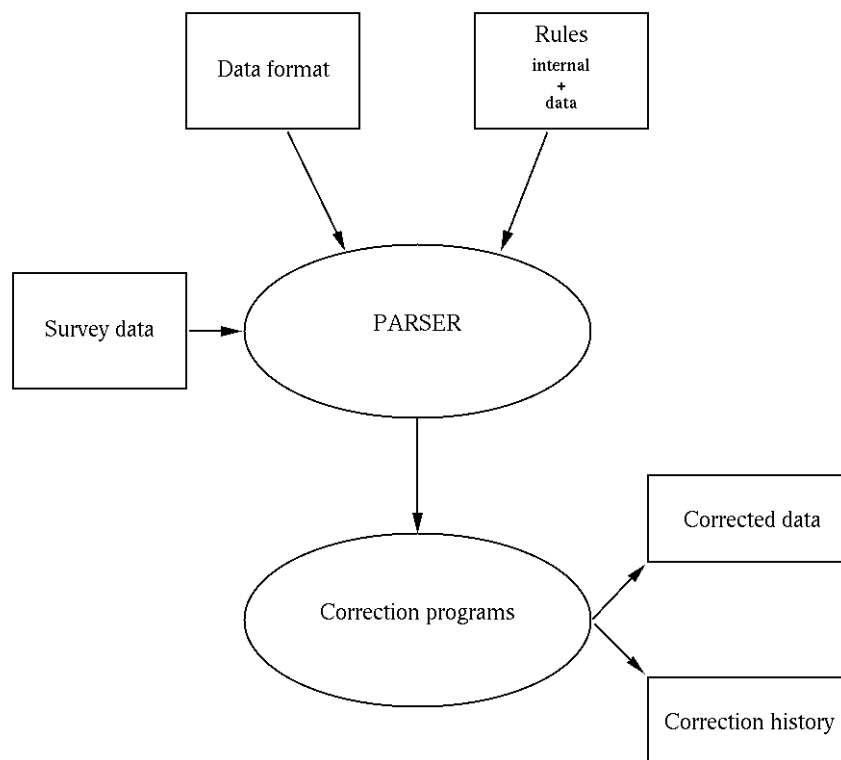 Data format
Rules
internal
+
data
Survey data
PARSER
Corrected data
Correction programs
Correction history